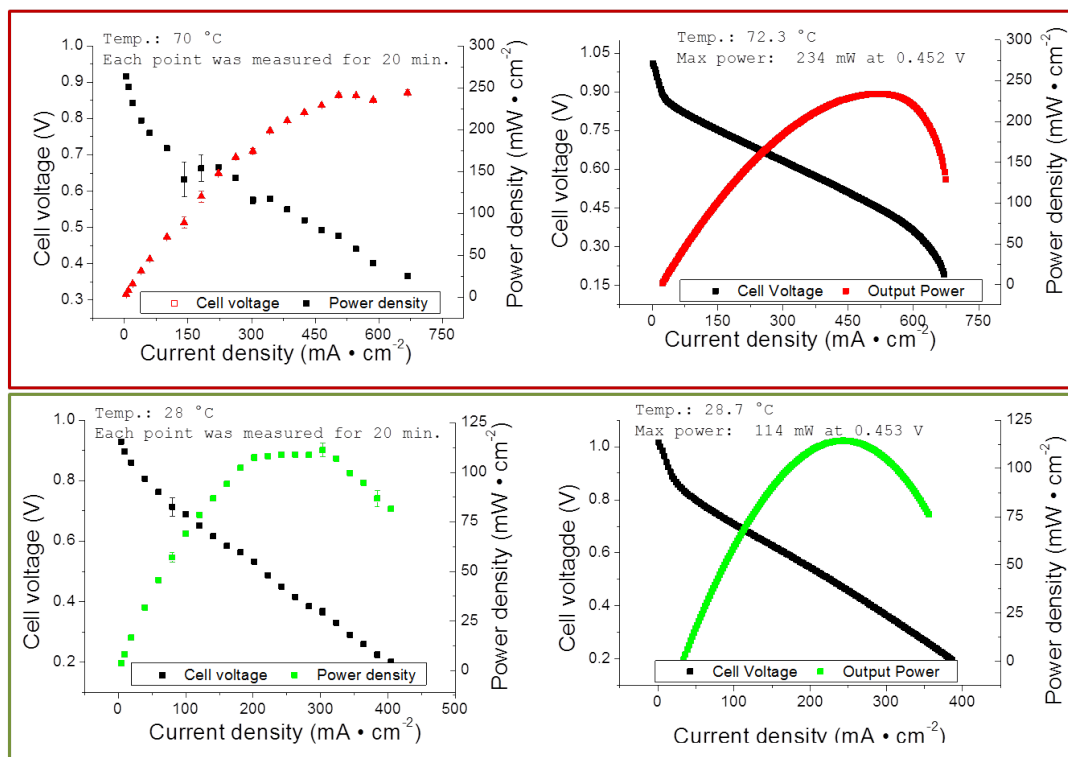 Temp.: 70 °C
Each point was measured for 20 min.
Cell voltage (V)
1.0
0.9
0.8
0.7
0.6
0.5
0.4
0.3
300
250
200
150
100
50
0
Power density (mW • cm-2)
Cell voltage
Power density
0
150
300
450
600
750
Current density (mA • cm-2)
Temp.: 72.3 °C
Max power: 234 mW at 0.452 V
Cell voltage (V)
1.05
0.90
0.75
0.60
0.45
0.30
0.15
300
250
200
150
100
50
0
Power density (mW • cm-2)
Cell Voltage
Output Power
0
150
300
450
600
750
Current density (mA • cm-2)
Temp.: 28 °C
Each point was measured for 20 min.
Cell voltage (V)
1.0
0.8
0.6
0.4
0.2
125
100
75
50
25
0
Power density (mW • cm-2)
Cell voltage
Power density
0
100
200
300
400
500
Current density (mA • cm-2)
Temp.: 28.7 °C
Max power: 114 mW at 0.453 V
Cell voltagde (V)
1.0
0.8
0.6
0.4
0.2
125
100
75
50
25
0
Power density (mW • cm-2)
Cell Voltage
Output Power
0
100
200
300
400
Current density (mA • cm-2)